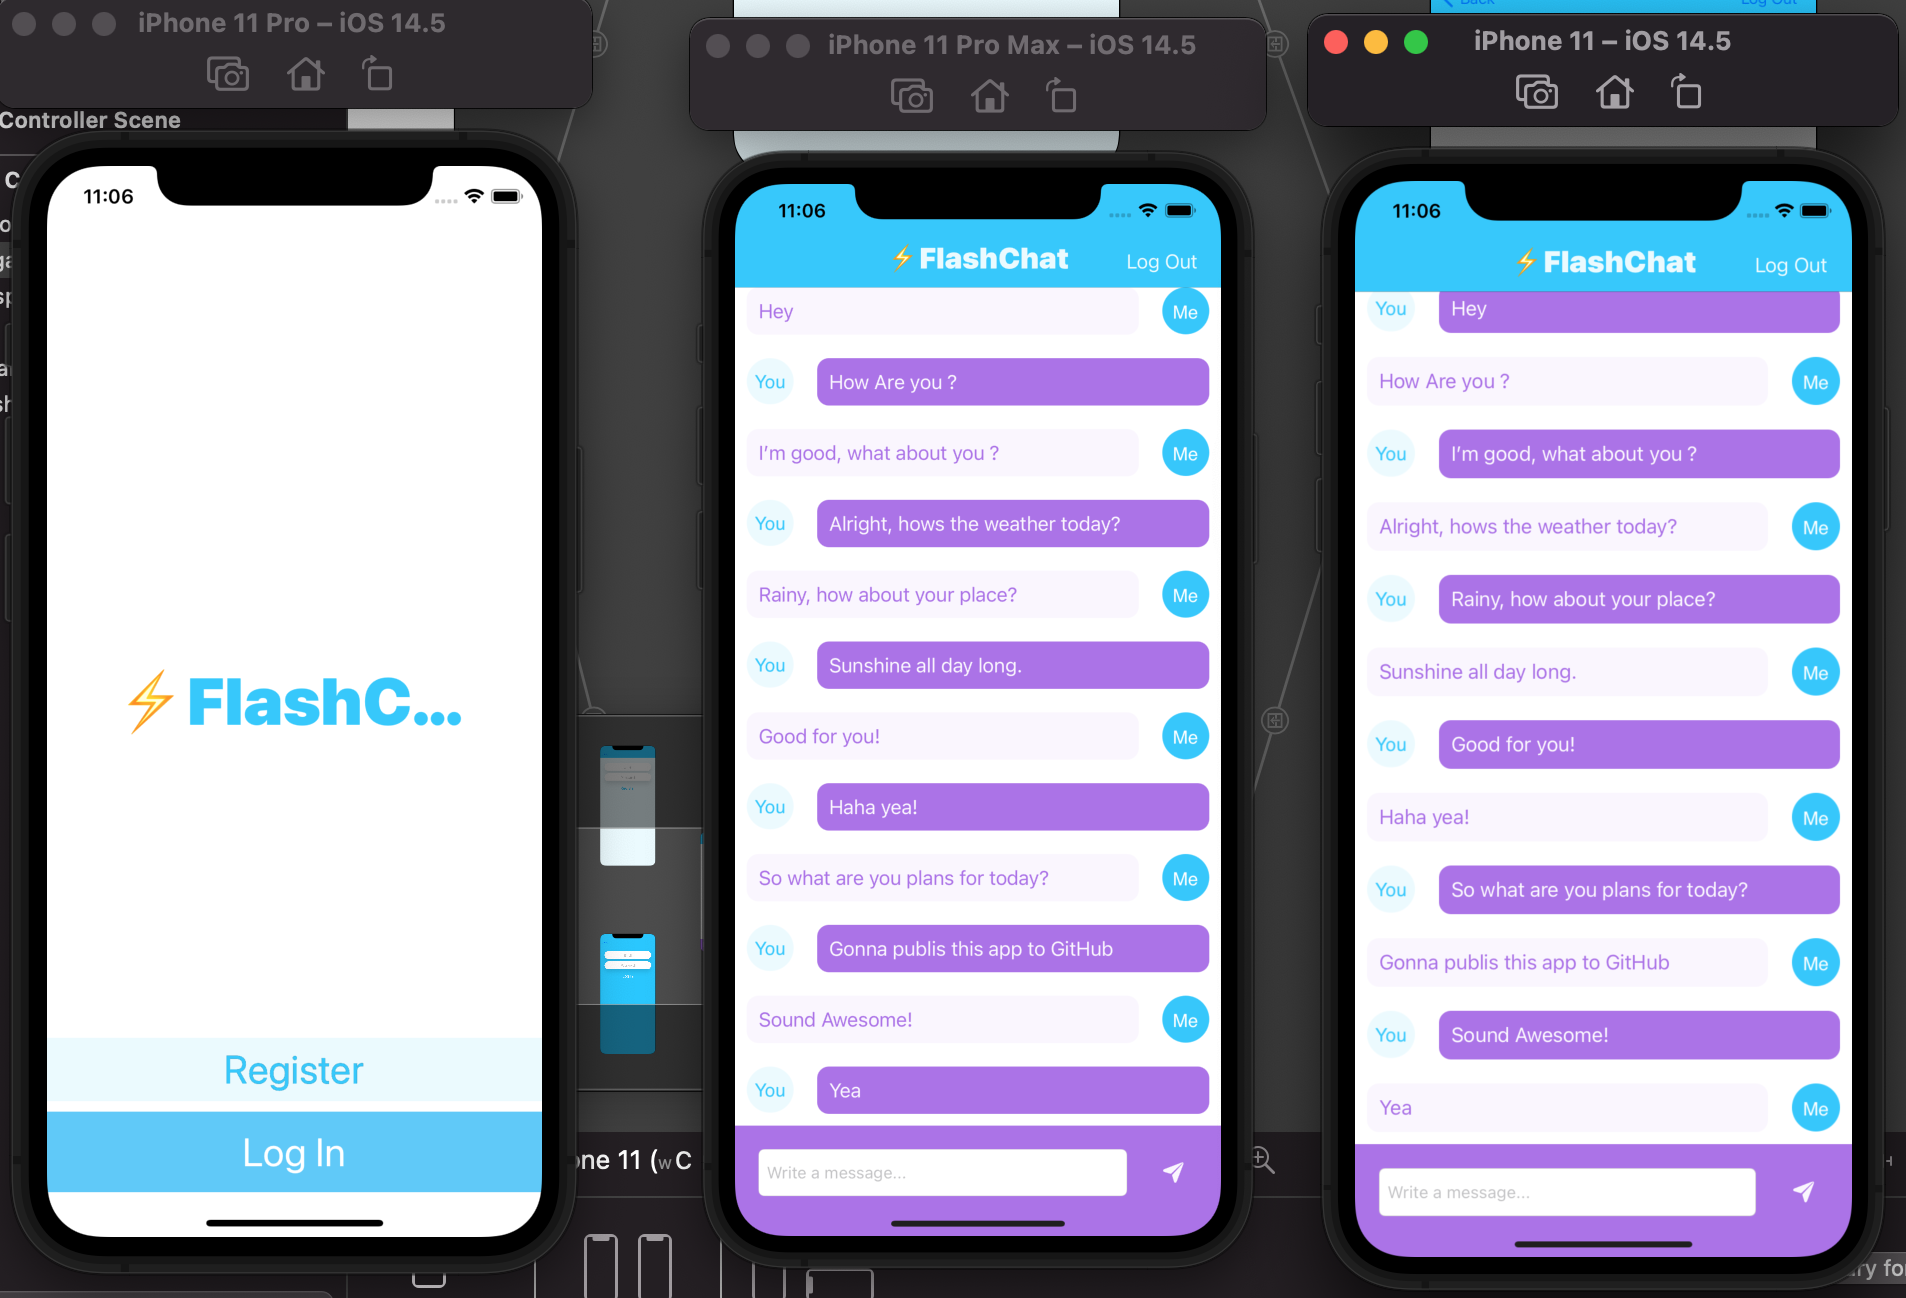 iPhone 11 Pro – iOS 14.5
Controller Scene
11:06
⚡️FlashC...
Register
Log In
iPhone 11 Pro Max – iOS 14.5
11:06
⚡️FlashChat
Log Out
Hey
Me
You
How Are you ?
I'm good, what about you ?
Me
You
Alright, hows the weather today?
Rainy, how about your place?
Me
You
Sunshine all day long.
Good for you!
Me
You
Haha yea!
So what are you plans for today?
Me
You
Gonna publis this app to GitHub
Sound Awesome!
Me
You
Yea
Write a message...
one 11 (wC
Back
Log Out
iPhone 11 – iOS 14.5
11:06
⚡️FlashChat
Log Out
You
Hey
How Are you ?
Me
You
I'm good, what about you ?
Alright, hows the weather today?
Me
You
Rainy, how about your place?
Sunshine all day long.
Me
You
Good for you!
Haha yea!
Me
You
So what are you plans for today?
Gonna publis this app to GitHub
Me
You
Sound Awesome!
Yea
Me
Write a message...